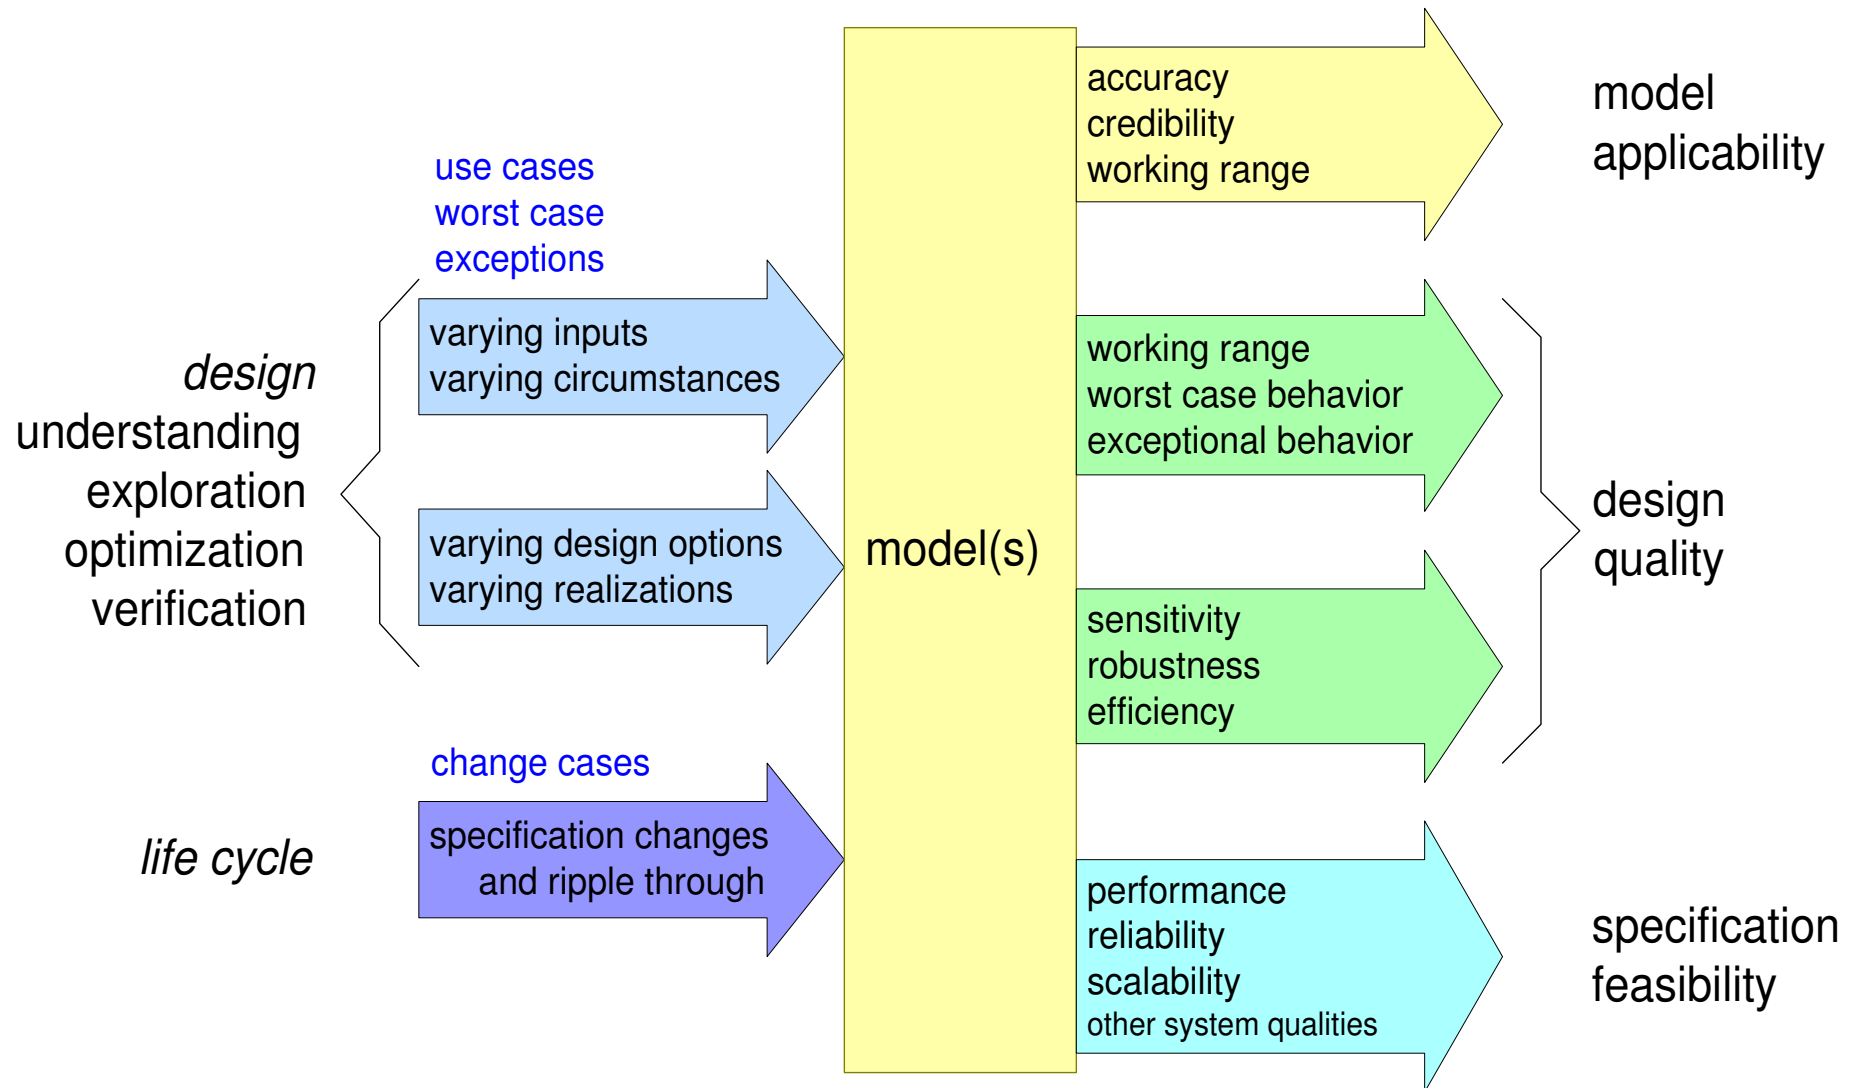 design
understanding
exploration
optimization
verification
life cycle
use cases
worst case
exceptions
varying inputs
varying circumstances
varying design options
varying realizations
change cases
specification changes
and ripple through
model(s)
accuracy
credibility
working range
working range
worst case behavior
exceptional behavior
sensitivity
robustness
efficiency
performance
reliability
scalability
other system qualities
model
applicability
design
quality
specification
feasibility